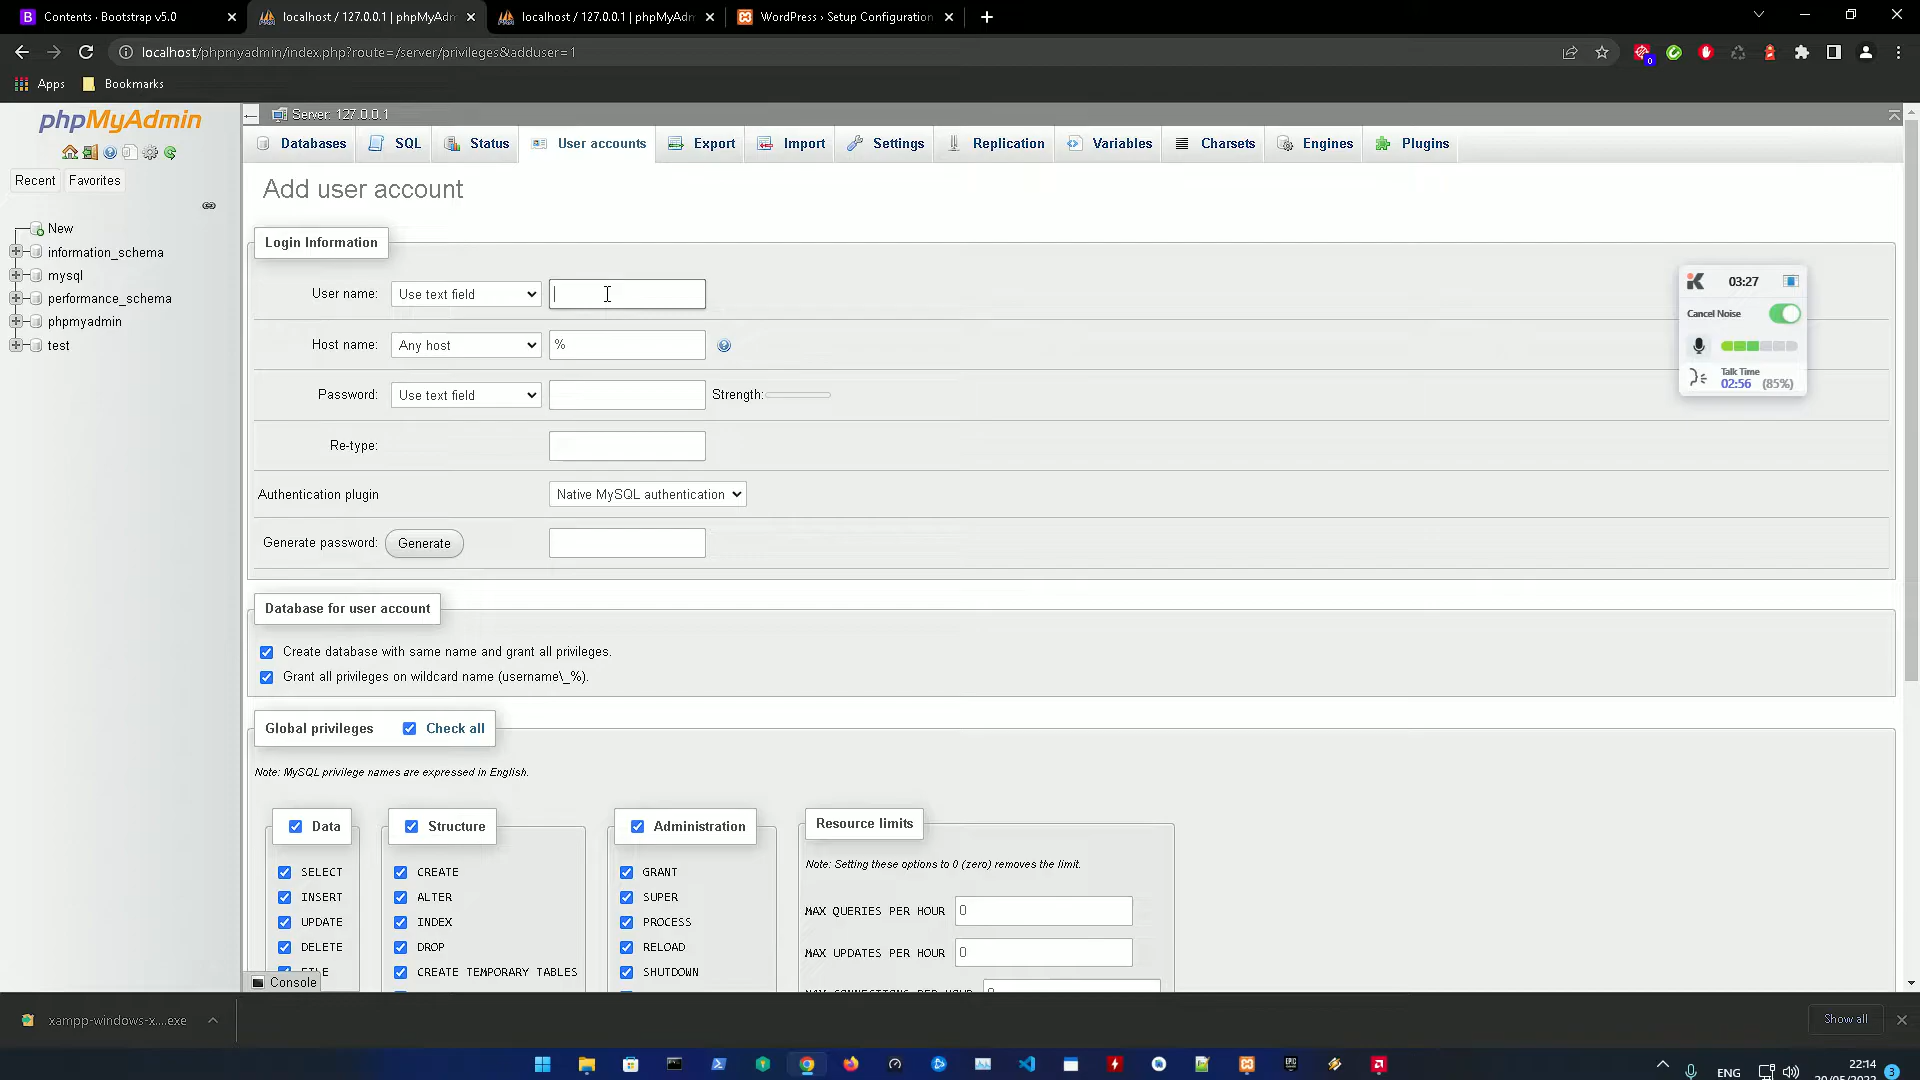 Contents · Bootstrap v5.0
localhost / 127.0.0.1 | phpMyAdm
localhost / 127.0.0.1 | phpMyAdm
WordPress › Setup Configuration
localhost/phpmyadmin/index.php?route=/server/privileges&adduser=1
0
Apps
Bookmarks
phpMyAdmin
Recent
Favorites
New
information_schema
mysql
performance_schema
phpmyadmin
test
Server: 127.0.0.1
Databases
SQL
Status
User accounts
Export
Import
Settings
Replication
Variables
Charsets
Engines
Plugins
Add user account
Login Information
User name:
Use text field
Host name:
Any host
%
Password:
Use text field
Strength:
Re-type:
Authentication plugin
Native MySQL authentication
Generate password:
Generate
03:27
Cancel Noise
Talk Time
02:56 (85%)
Database for user account
Create database with same name and grant all privileges.
Grant all privileges on wildcard name (username\_%).
Global privileges
Check all
Note: MySQL privilege names are expressed in English.
Data
SELECT
INSERT
UPDATE
DELETE
FILE
Structure
CREATE
ALTER
INDEX
DROP
CREATE TEMPORARY TABLES
Administration
GRANT
SUPER
PROCESS
RELOAD
SHUTDOWN
Resource limits
Note: Setting these options to 0 (zero) removes the limit.
MAX QUERIES PER HOUR
0
MAX UPDATES PER HOUR
0
MAX CONNECTIONS PER HOUR
0
Console
xampp-windows-x....exe
Show all
ENG
22:14
20/05/2022
3